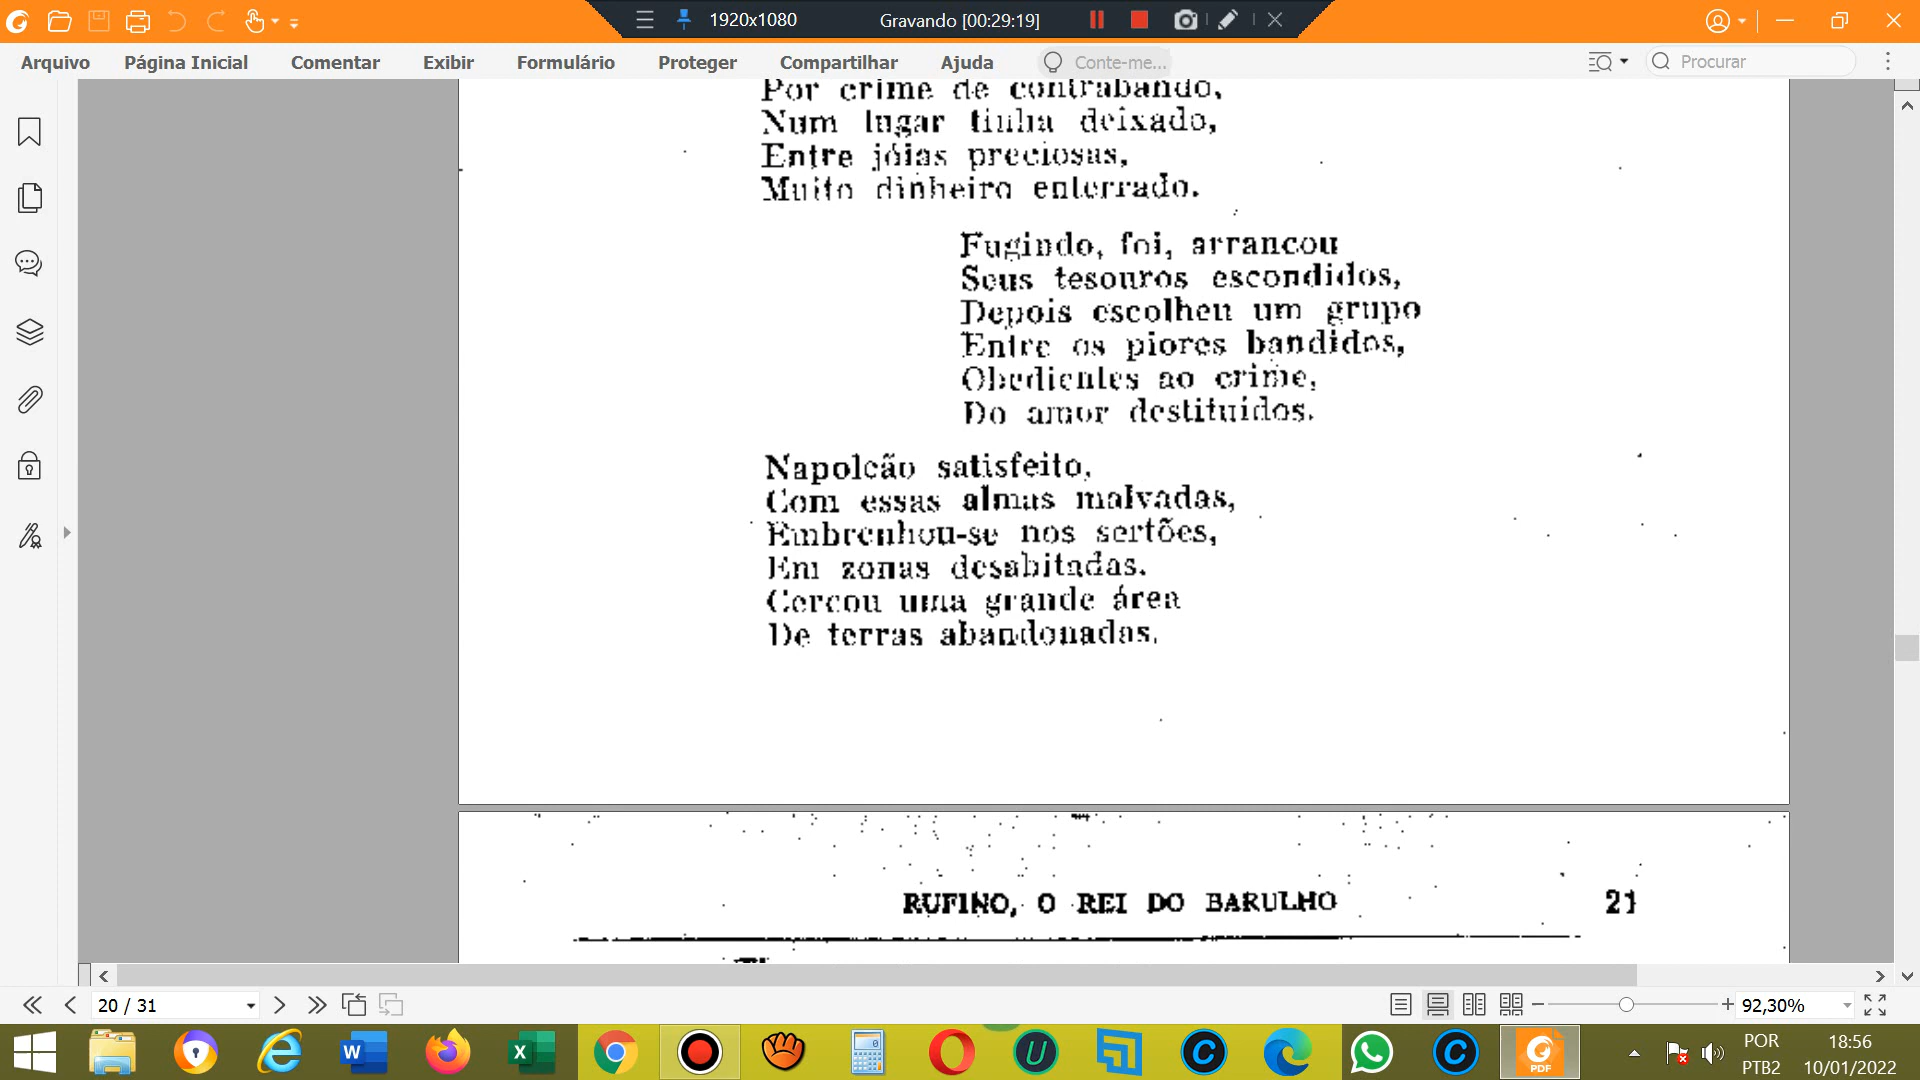 1920x1080
Gravando [00:29:19]
Arquivo
Página Inicial
Comentar
Exibir
Formulário
Proteger
Compartilhar
Ajuda
Conte-me...
Procurar
Por crime de contrabando,
Num lugar tinha deixado,
Entre jóias preciosas,
Muito dinheiro enterrado.
Fugindo, foi, arrancou
Seus tesouros escondidos,
Depois escolheu um grupo
Entre os piores bandidos,
Obedientes ao crime,
Do amor destituídos.
Napoleão satisfeito,
Com essas almas malvadas,
Embrenhou-se nos sertões,
Em zonas desabitadas.
Cercou uma grande área
De terras abandonadas.
RUFINO, O REI DO BARULHO 21
20 / 31
92,30%
POR
PTB2
18:56
10/01/2022
PDF